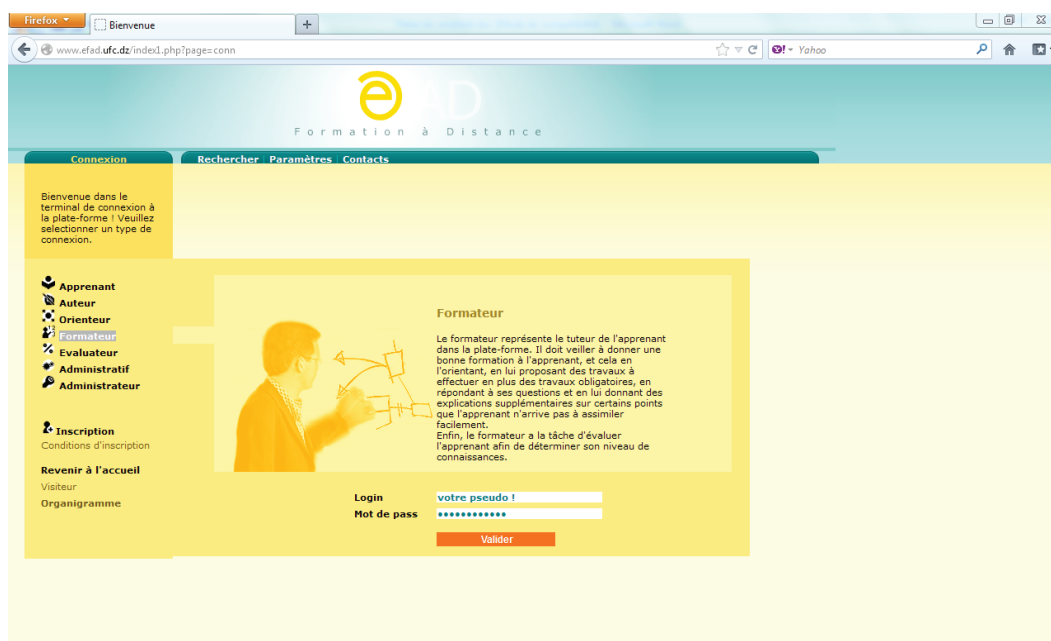 Firefox
Bienvenue
+
www.efad.ufc.dz/index1.php?page=conn
Yahoo
e AD
Formation à Distance
Connexion
Rechercher | Paramètres | Contacts
Bienvenue dans le
terminal de connexion à
la plate-forme ! Veuillez
selectionner un type de
connexion.
Apprenant
Auteur
Orienteur
Formateur
Evaluateur
Administratif
Administrateur
Inscription
Conditions d'inscription
Revenir à l'accueil
Visiteur
Organigramme
Formateur
Le formateur représente le tuteur de l'apprenant
dans la plate-forme. Il doit veiller à donner une
bonne formation à l'apprenant, et cela en
l'orientant, en lui proposant des travaux à
effectuer en plus des travaux obligatoires, en
répondant à ses questions et en lui donnant des
explications supplémentaires sur certains points
que l'apprenant n'arrive pas à assimiler
facilement.
Enfin, le formateur a la tâche d'évaluer
l'apprenant afin de déterminer son niveau de
connaissances.
Login votre pseudo !
Mot de pass ••••••••••••
Valider